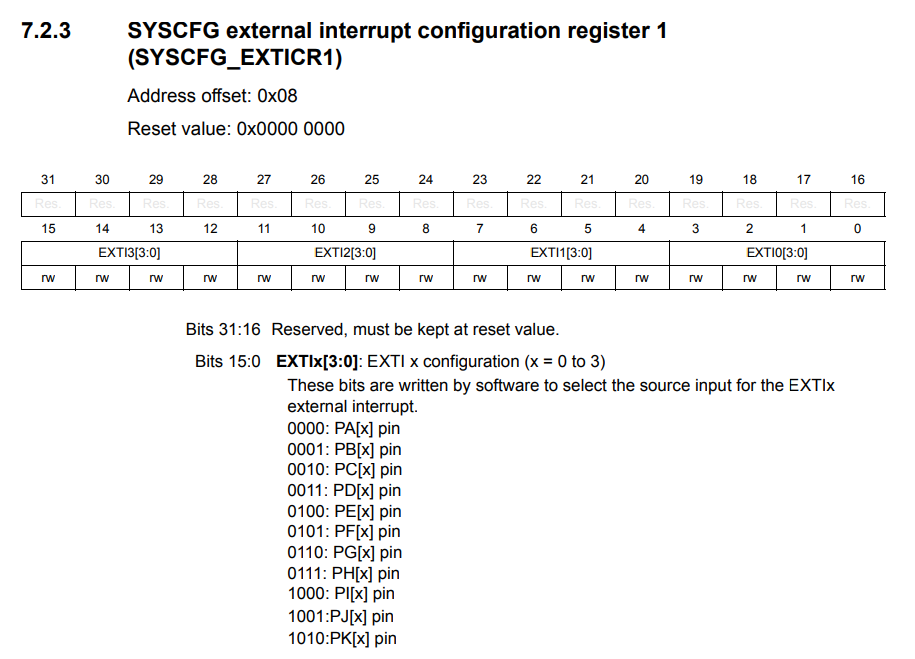 7.2.3 SYSCFG external interrupt configuration register 1
(SYSCFG_EXTICR1)
Address offset: 0x08
Reset value: 0x0000 0000
31 30 29 28 27 26 25 24 23 22 21 20 19 18 17 16
Res. Res. Res. Res. Res. Res. Res. Res. Res. Res. Res. Res. Res. Res. Res. Res.
15 14 13 12 11 10 9 8 7 6 5 4 3 2 1 0
EXTI3[3:0] EXTI2[3:0] EXTI1[3:0] EXTI0[3:0]
rw rw rw rw rw rw rw rw rw rw rw rw rw rw rw rw
Bits 31:16 Reserved, must be kept at reset value.
Bits 15:0 EXTIx[3:0]: EXTI x configuration (x = 0 to 3)
These bits are written by software to select the source input for the EXTIx
external interrupt.
0000: PA[x] pin
0001: PB[x] pin
0010: PC[x] pin
0011: PD[x] pin
0100: PE[x] pin
0101: PF[x] pin
0110: PG[x] pin
0111: PH[x] pin
1000: PI[x] pin
1001:PJ[x] pin
1010:PK[x] pin